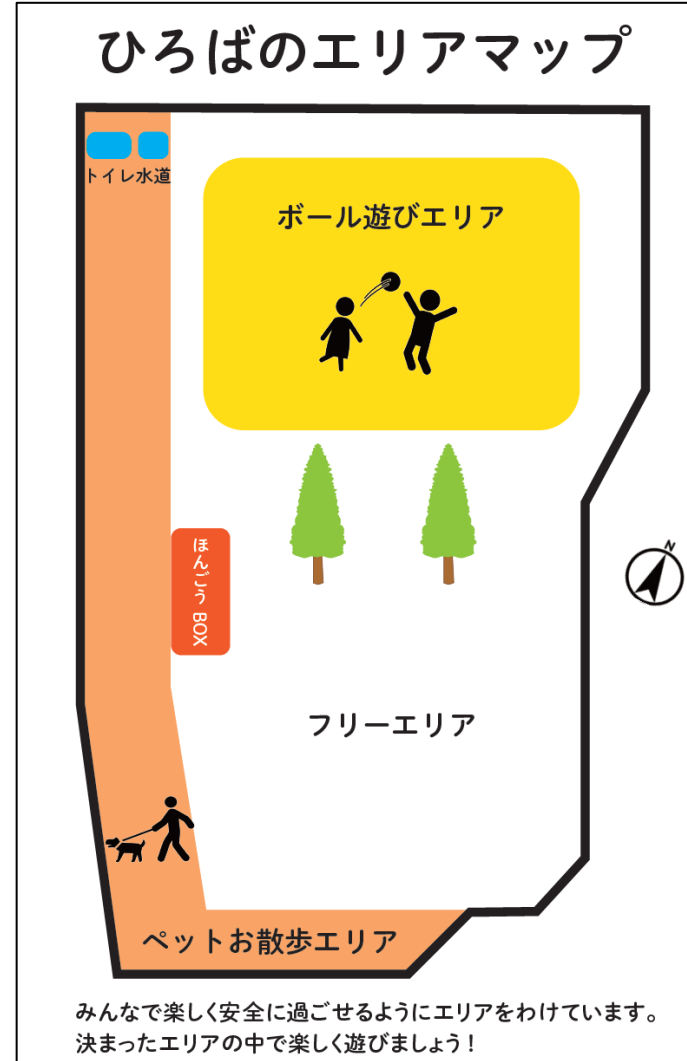 ひろばのエリアマップ
トイレ 水道
ボール遊びエリア
N
ほんごう BOX
フリーエリア
ペットお散歩エリア
みんなで楽しく安全に過ごせるようにエリアをわけています。
決まったエリアの中で楽しく遊びましょう！